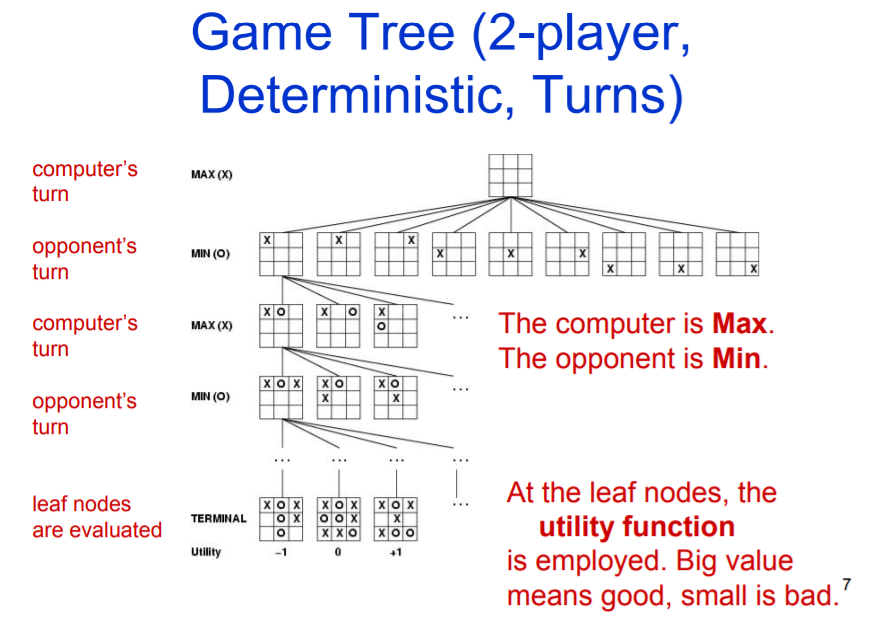 Game Tree (2-player,
Deterministic, Turns)
computer's
turn
MAX (X)
opponent's
turn
MIN (O)
X
X
X
X
X
X
X
X
X
computer's
turn
MAX (X)
X O
X O
X
O
...
The computer is Max.
The opponent is Min.
opponent's
turn
MIN (O)
X O X
X O
X
X O
X
...
... ... ... ...
leaf nodes
are evaluated
TERMINAL
X O X
O X
O
X O X
O O X
X X O
X O X
X
X O O
...
Utility
–1 0 +1
At the leaf nodes, the
utility function
is employed. Big value
means good, small is bad.
7